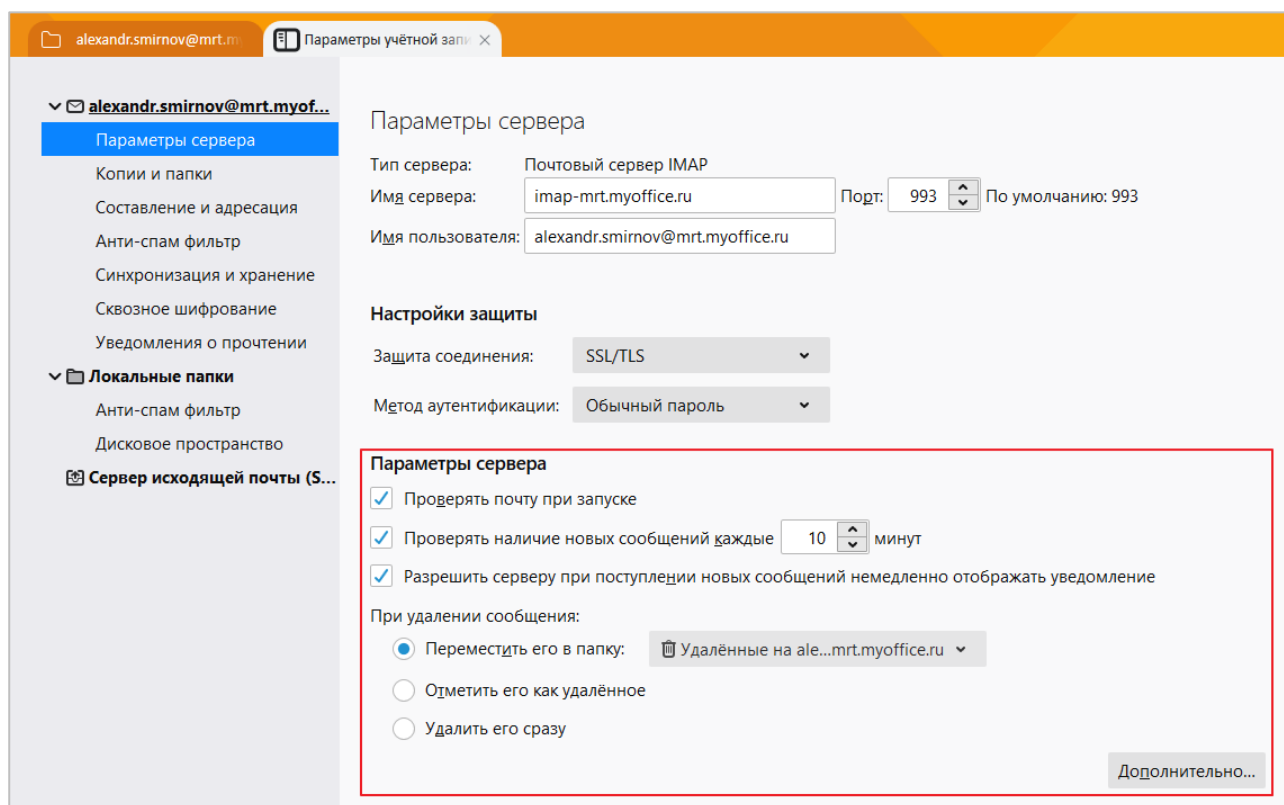 alexandr.smirnov@mrt.m
Параметры учётной запи
alexandr.smirnov@mrt.myof...
Параметры сервера
Копии и папки
Составление и адресация
Анти-спам фильтр
Синхронизация и хранение
Сквозное шифрование
Уведомления о прочтении
Локальные папки
Анти-спам фильтр
Дисковое пространство
Сервер исходящей почты (S...
Параметры сервера
Тип сервера: Почтовый сервер IMAP
Имя сервера: imap-mrt.myoffice.ru Порт: 993 По умолчанию: 993
Имя пользователя: alexandr.smirnov@mrt.myoffice.ru
Настройки защиты
Защита соединения: SSL/TLS
Метод аутентификации: Обычный пароль
Параметры сервера
Проверять почту при запуске
Проверять наличие новых сообщений каждые 10 минут
Разрешить серверу при поступлении новых сообщений немедленно отображать уведомление
При удалении сообщения:
Переместить его в папку: Удалённые на ale...mrt.myoffice.ru
Отметить его как удалённое
Удалить его сразу
Дополнительно...